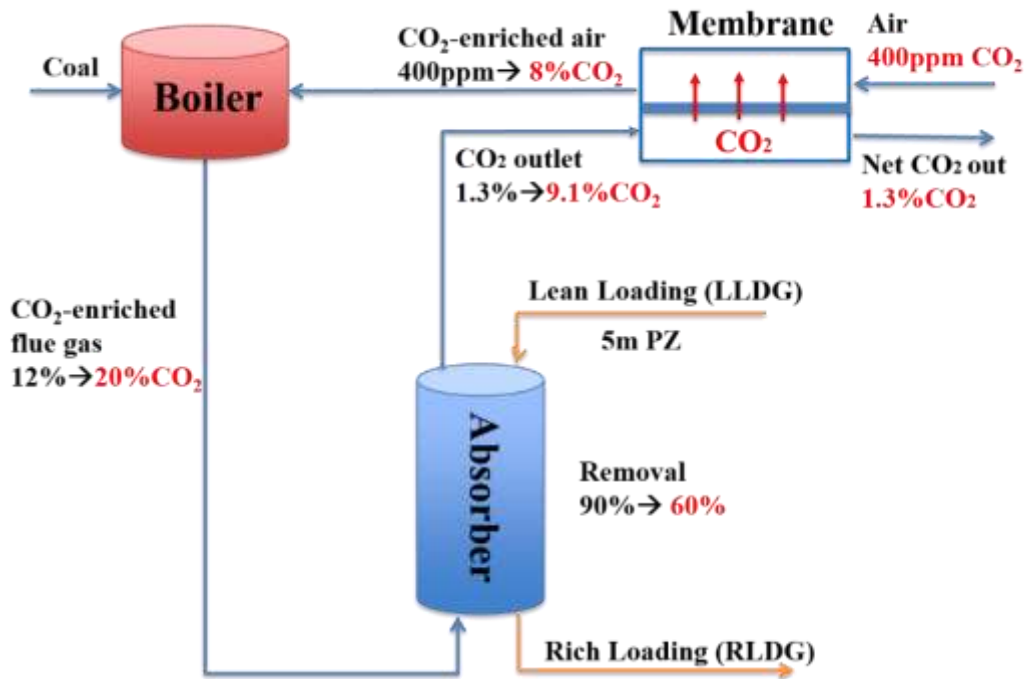 Membrane
Air
400ppm CO₂
CO₂-enriched air
400ppm→ 8%CO₂
Coal
Boiler
CO₂
CO₂ outlet
1.3%→9.1%CO₂
Net CO₂ out
1.3%CO₂
CO₂-enriched
flue gas
12%→20%CO₂
Lean Loading (LLDG)
5m PZ
Absorber
Removal
90%→ 60%
Rich Loading (RLDG)